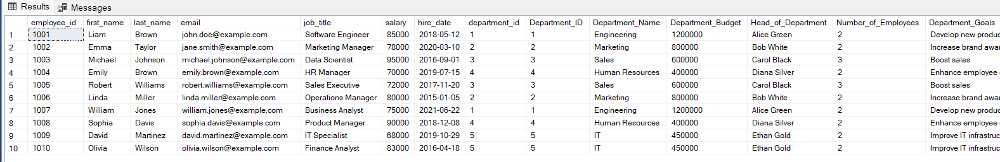 Results Messages
employee_id first_name last_name email job_title salary hire_date department_id Department_ID Department_Name Department_Budget Head_of_Department Number_of_Employees Department_Goals
1 1001 Liam Brown john.doe@example.com Software Engineer 85000 2018-05-12 1 1 Engineering 1200000 Alice Green 2 Develop new produc
2 1002 Emma Taylor jane.smith@example.com Marketing Manager 78000 2020-03-10 2 2 Marketing 800000 Bob White 2 Increase brand awar
3 1003 Michael Johnson michael.johnson@example.com Data Scientist 95000 2016-09-01 3 3 Sales 600000 Carol Black 3 Boost sales
4 1004 Emily Brown emily.brown@example.com HR Manager 70000 2019-07-15 4 4 Human Resources 400000 Diana Silver 2 Enhance employee
5 1005 Robert Williams robert.williams@example.com Sales Executive 72000 2017-11-20 3 3 Sales 600000 Carol Black 3 Boost sales
6 1006 Linda Miller linda.miller@example.com Operations Manager 80000 2015-01-05 2 2 Marketing 800000 Bob White 2 Increase brand awar
7 1007 William Jones william.jones@example.com Business Analyst 75000 2021-06-22 1 1 Engineering 1200000 Alice Green 2 Develop new produc
8 1008 Sophia Davis sophia.davis@example.com Product Manager 90000 2018-12-08 4 4 Human Resources 400000 Diana Silver 2 Enhance employee
9 1009 David Martinez david.martinez@example.com IT Specialist 68000 2019-10-29 5 5 IT 450000 Ethan Gold 2 Improve IT infrastruc
10 1010 Olivia Wilson olivia.wilson@example.com Finance Analyst 83000 2016-04-18 5 5 IT 450000 Ethan Gold 2 Improve IT infrastruc